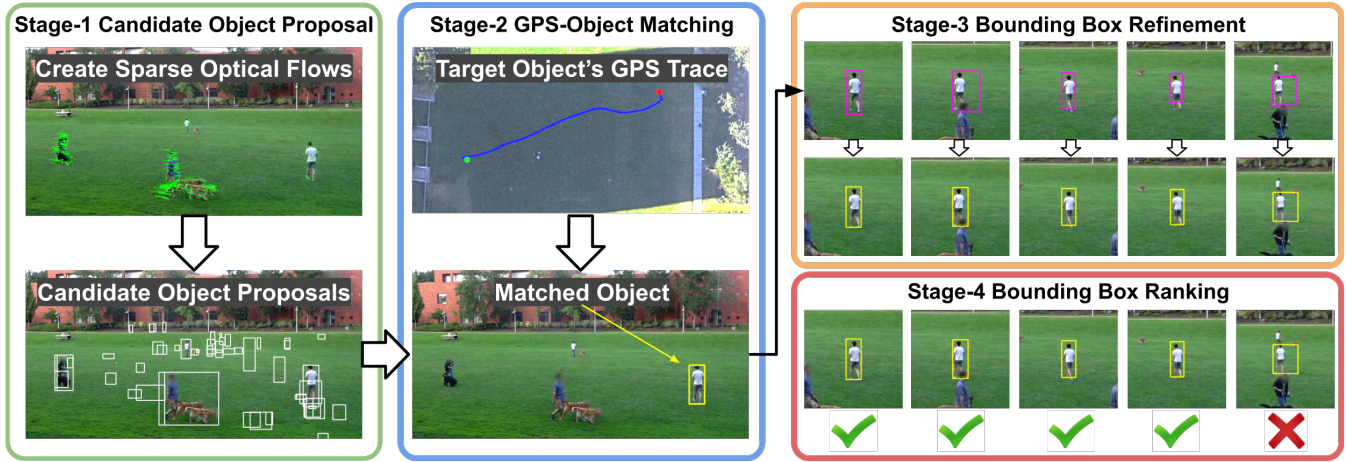 Stage-1 Candidate Object Proposal
Create Sparse Optical Flows
Candidate Object Proposals
Stage-2 GPS-Object Matching
Target Object's GPS Trace
Matched Object
Stage-3 Bounding Box Refinement
Stage-4 Bounding Box Ranking